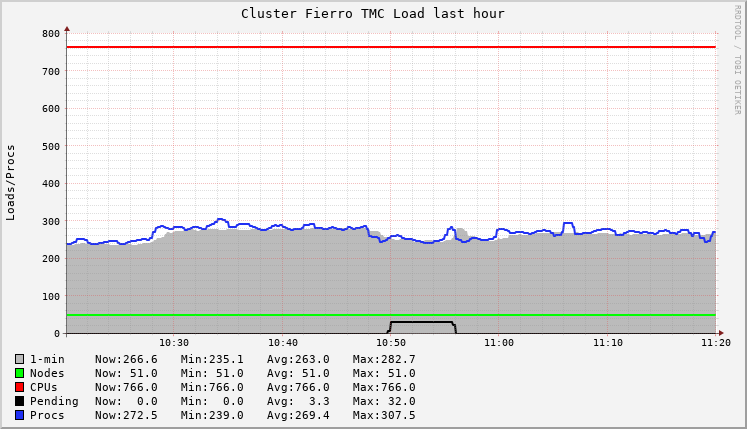 Cluster Fierro TMC Load last hour
RRDTOOL / TOBI OETIKER
Loads/Procs
800
700
600
500
400
300
200
100
0
10:30 10:40 10:50 11:00 11:10 11:20
1-min Now:266.6 Min:235.1 Avg:263.0 Max:282.7
Nodes Now: 51.0 Min: 51.0 Avg: 51.0 Max: 51.0
CPUs Now:766.0 Min:766.0 Avg:766.0 Max:766.0
Pending Now: 0.0 Min: 0.0 Avg: 3.3 Max: 32.0
Procs Now:272.5 Min:239.0 Avg:269.4 Max:307.5